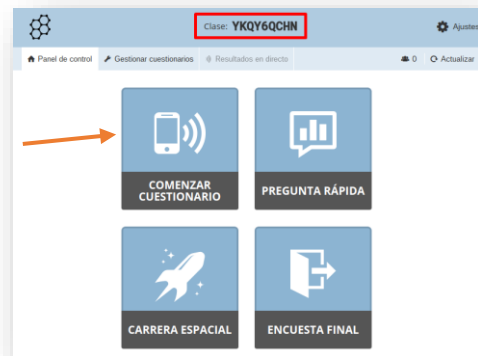 Clase: YKQY6QCHN
Ajustes
Panel de control Gestionar cuestionarios Resultados en directo 0 Actualizar
COMENZAR
CUESTIONARIO
PREGUNTA RÁPIDA
CARRERA ESPACIAL
ENCUESTA FINAL